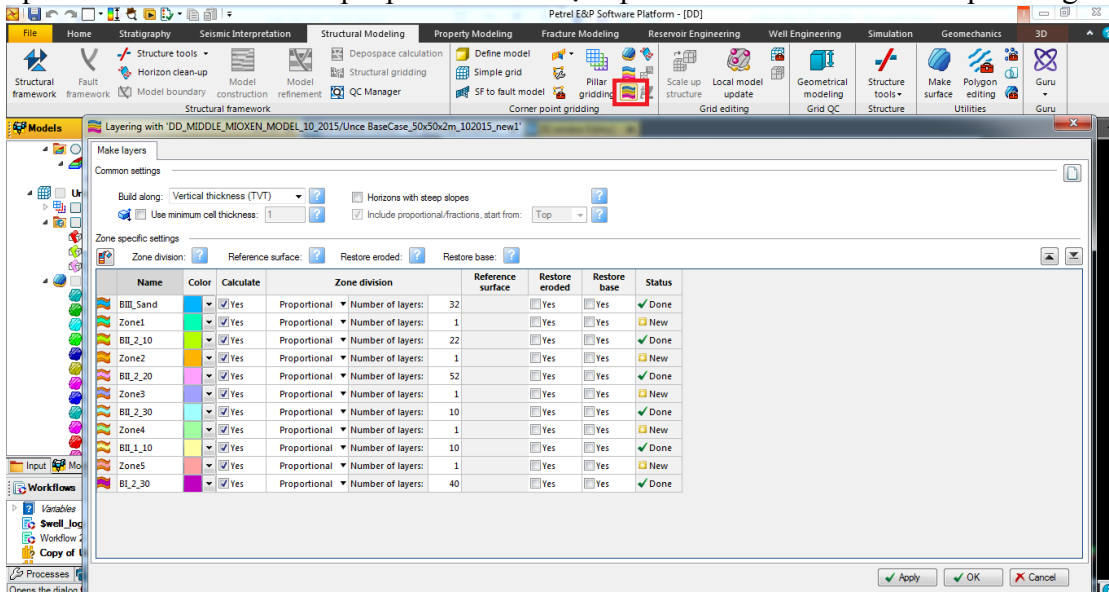 Petrel E&P Software Platform - [DD]
File Home Stratigraphy Seismic Interpretation Structural Modeling Property Modeling Fracture Modeling Reservoir Engineering Well Engineering Simulation Geomechanics 3D
Structure tools Depospace calculation Define model
Horizon clean-up Structural gridding Simple grid
Structural framework Fault framework Model boundary Model construction Model refinement QC Manager SF to fault model Pillar gridding Scale up structure Local model update Geometrical modeling Structure tools Make surface Polygon editing Guru
Structural framework Corner point gridding Grid editing Grid QC Structure Utilities Guru
Models Layering with 'DD_MIDDLE_MIOXEN_MODEL_10_2015/Unce BaseCase_50x50x2m_102015_new1'
Make layers
Common settings
Build along: Vertical thickness (TVT) ? Horizons with steep slopes ?
Use minimum cell thickness: 1 ? Include proportional/fractions, start from: Top ?
Zone specific settings
Zone division: ? Reference surface: ? Restore eroded: ? Restore base: ?
Name Color Calculate Zone division Reference surface Restore eroded Restore base Status
BIII_Sand Yes Proportional Number of layers: 32 Yes Yes Done
Zone1 Yes Proportional Number of layers: 1 Yes Yes New
BII_2_10 Yes Proportional Number of layers: 22 Yes Yes Done
Zone2 Yes Proportional Number of layers: 1 Yes Yes New
BII_2_20 Yes Proportional Number of layers: 52 Yes Yes Done
Zone3 Yes Proportional Number of layers: 1 Yes Yes New
BII_2_30 Yes Proportional Number of layers: 10 Yes Yes Done
Zone4 Yes Proportional Number of layers: 1 Yes Yes New
BII_1_10 Yes Proportional Number of layers: 10 Yes Yes Done
Zone5 Yes Proportional Number of layers: 1 Yes Yes New
BI_2_30 Yes Proportional Number of layers: 40 Yes Yes Done
Input Mo
Workflows
Variables
$well_log
Workflow 2
Copy of U
Processes
Apply OK Cancel
Opens the dialog f